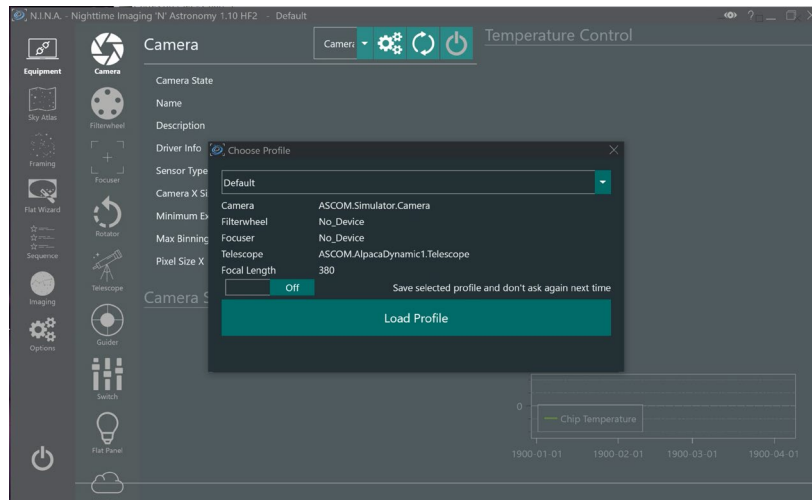 N.I.N.A. - Nighttime Imaging 'N' Astronomy 1.10 HF2 - Default
?
Equipment
Sky Atlas
Framing
Flat Wizard
Sequence
Imaging
Options
Camera
Filterwheel
Focuser
Rotator
Telescope
Guider
Switch
Flat Panel
Camera
Camera
Temperature Control
Camera State
Name
Description
Driver Info
Sensor Type
Camera X Si
Minimum Ex
Max Binning
Pixel Size X
Camera S
Choose Profile
Default
Camera ASCOM.Simulator.Camera
Filterwheel No_Device
Focuser No_Device
Telescope ASCOM.AlpacaDynamic1.Telescope
Focal Length 380
Off Save selected profile and don't ask again next time
Load Profile
0
Chip Temperature
1900-01-01 1900-02-01 1900-03-01 1900-04-01